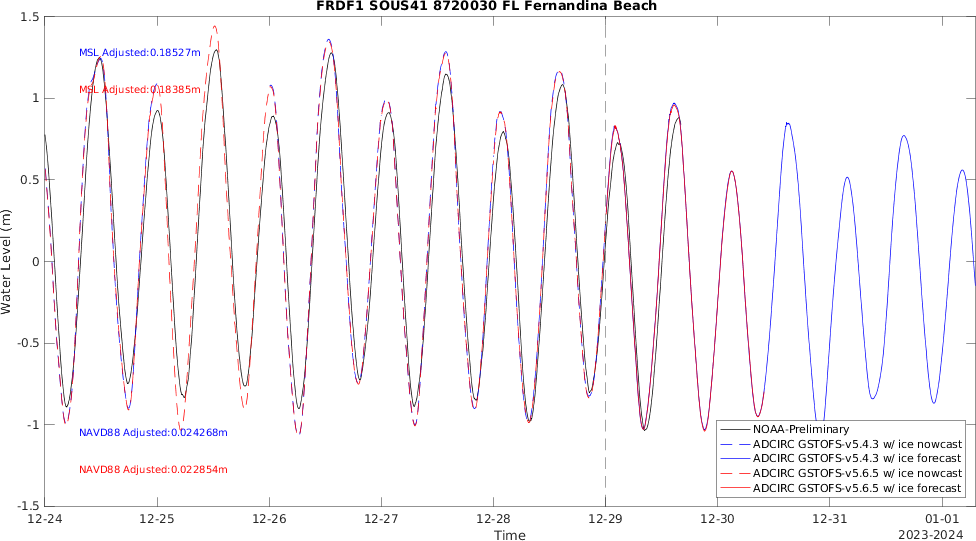 FRDF1 SOUS41 8720030 FL Fernandina Beach
1.5
1
0.5
0
-0.5
-1
-1.5
Water Level (m)
MSL Adjusted:0.18527m
MSL Adjusted:0.18385m
NAVD88 Adjusted:0.024268m
NAVD88 Adjusted:0.022854m
NOAA-Preliminary
ADCIRC GSTOFS-v5.4.3 w/ ice nowcast
ADCIRC GSTOFS-v5.4.3 w/ ice forecast
ADCIRC GSTOFS-v5.6.5 w/ ice nowcast
ADCIRC GSTOFS-v5.6.5 w/ ice forecast
12-24 12-25 12-26 12-27 12-28 12-29 12-30 12-31 01-01
Time
2023-2024